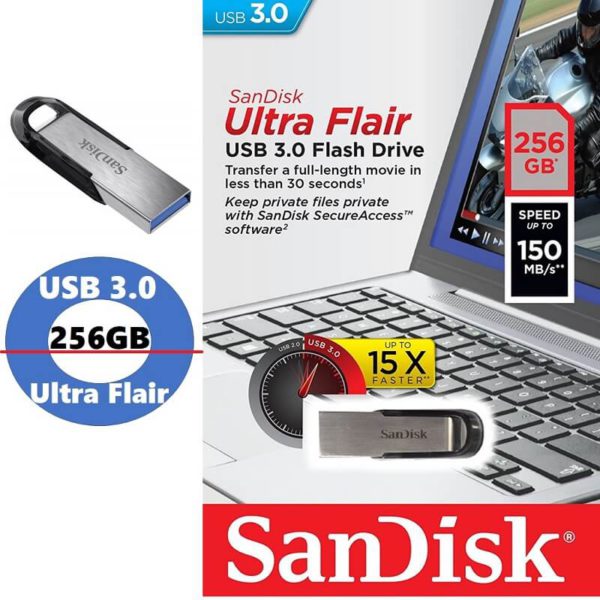 USB 3.0
SanDisk
Ultra Flair
USB 3.0 Flash Drive
Transfer a full-length movie in
less than 30 seconds¹
Keep private files private
with SanDisk SecureAccess™
software²
256
GB*
SPEED
UP TO
150
MB/s**
SanDisk
USB 3.0
256GB
Ultra Flair
USB 2.0
USB 3.0
UP TO
15 X
FASTER**
SanDisk
SanDisk®